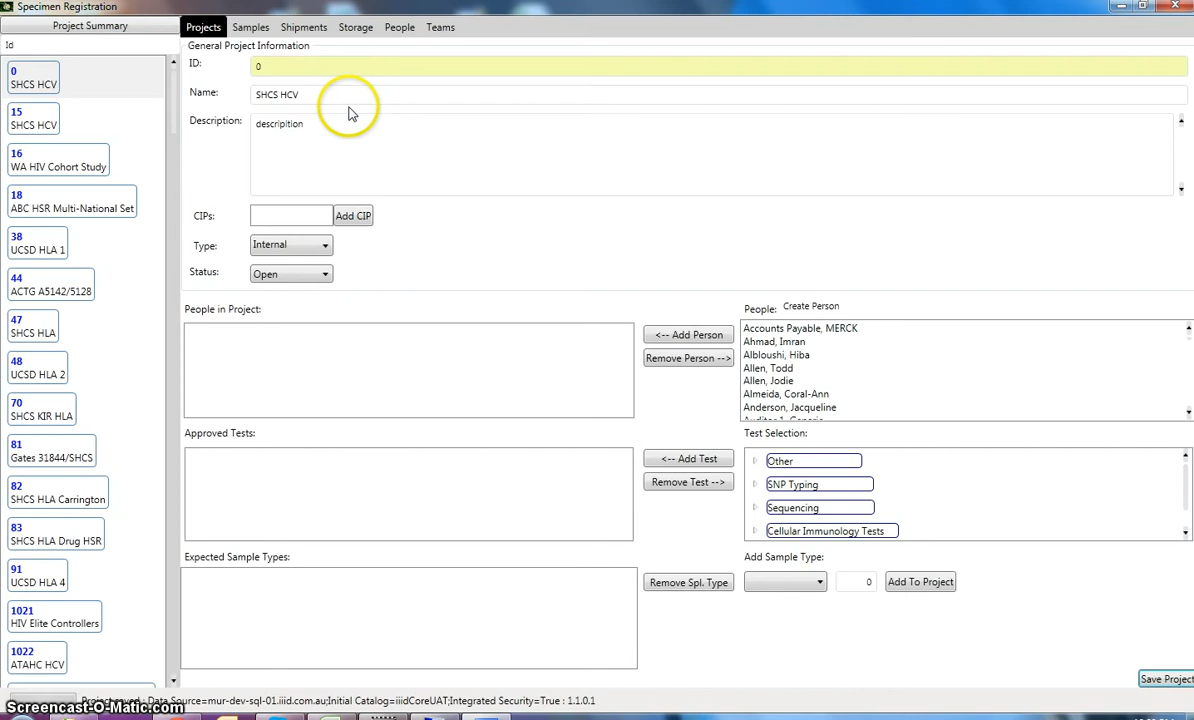 Specimen Registration
Project Summary
Projects Samples Shipments Storage People Teams
Id
General Project Information
ID: 0
Name: SHCS HCV
Description: descripition
CIPs: Add CIP
Type: Internal
Status: Open
0
SHCS HCV
15
SHCS HCV
16
WA HIV Cohort Study
18
ABC HSR Multi-National Set
38
UCSD HLA 1
44
ACTG A5142/5128
47
SHCS HLA
48
UCSD HLA 2
70
SHCS KIR HLA
81
Gates 31844/SHCS
82
SHCS HLA Carrington
83
SHCS HLA Drug HSR
91
UCSD HLA 4
1021
HIV Elite Controllers
1022
ATAHC HCV
People in Project:
<-- Add Person
Remove Person -->
People: Create Person
Accounts Payable, MERCK
Ahmad, Imran
Albloushi, Hiba
Allen, Todd
Allen, Jodie
Almeida, Coral-Ann
Anderson, Jacqueline
Approved Tests:
<-- Add Test
Remove Test -->
Test Selection:
Other
SNP Typing
Sequencing
Cellular Immunology Tests
Expected Sample Types:
Remove Spl. Type
Add Sample Type:
0 Add To Project
Save Project
Project saved : Data Source=mur-dev-sql-01.iiid.com.au;Initial Catalog=iiidCoreUAT;Integrated Security=True : 1.1.0.1
Screencast-O-Matic.com